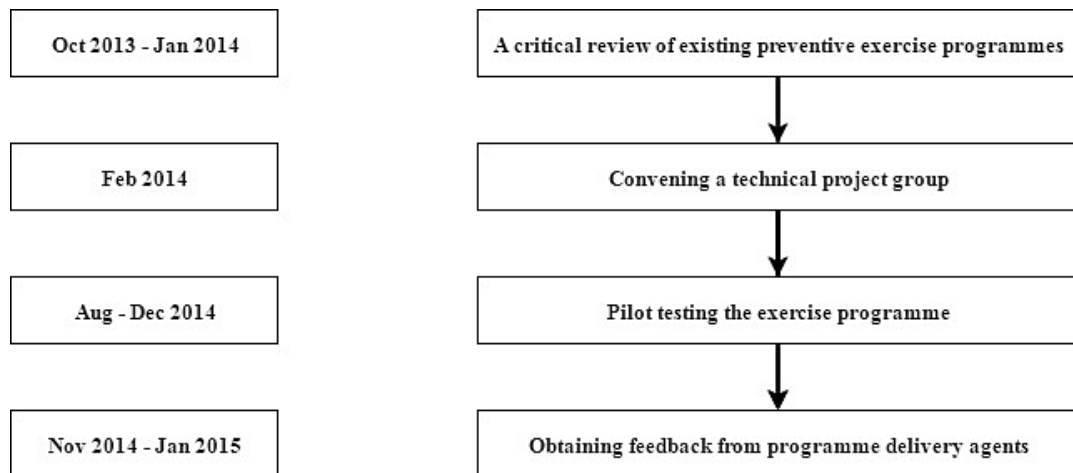 Oct 2013 - Jan 2014
A critical review of existing preventive exercise programmes
Feb 2014
Convening a technical project group
Aug - Dec 2014
Pilot testing the exercise programme
Nov 2014 - Jan 2015
Obtaining feedback from programme delivery agents